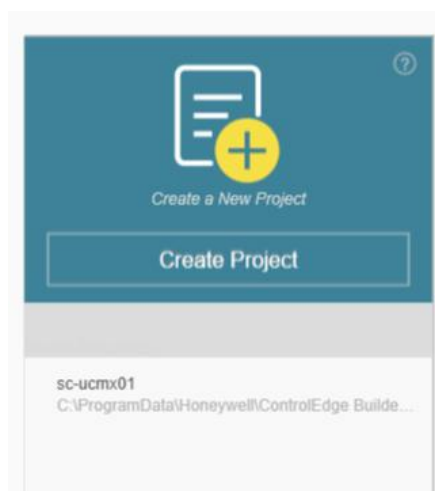 ?
Create a New Project
Create Project
sc-ucmx01
C:\ProgramData\Honeywell\ControlEdge Builde...